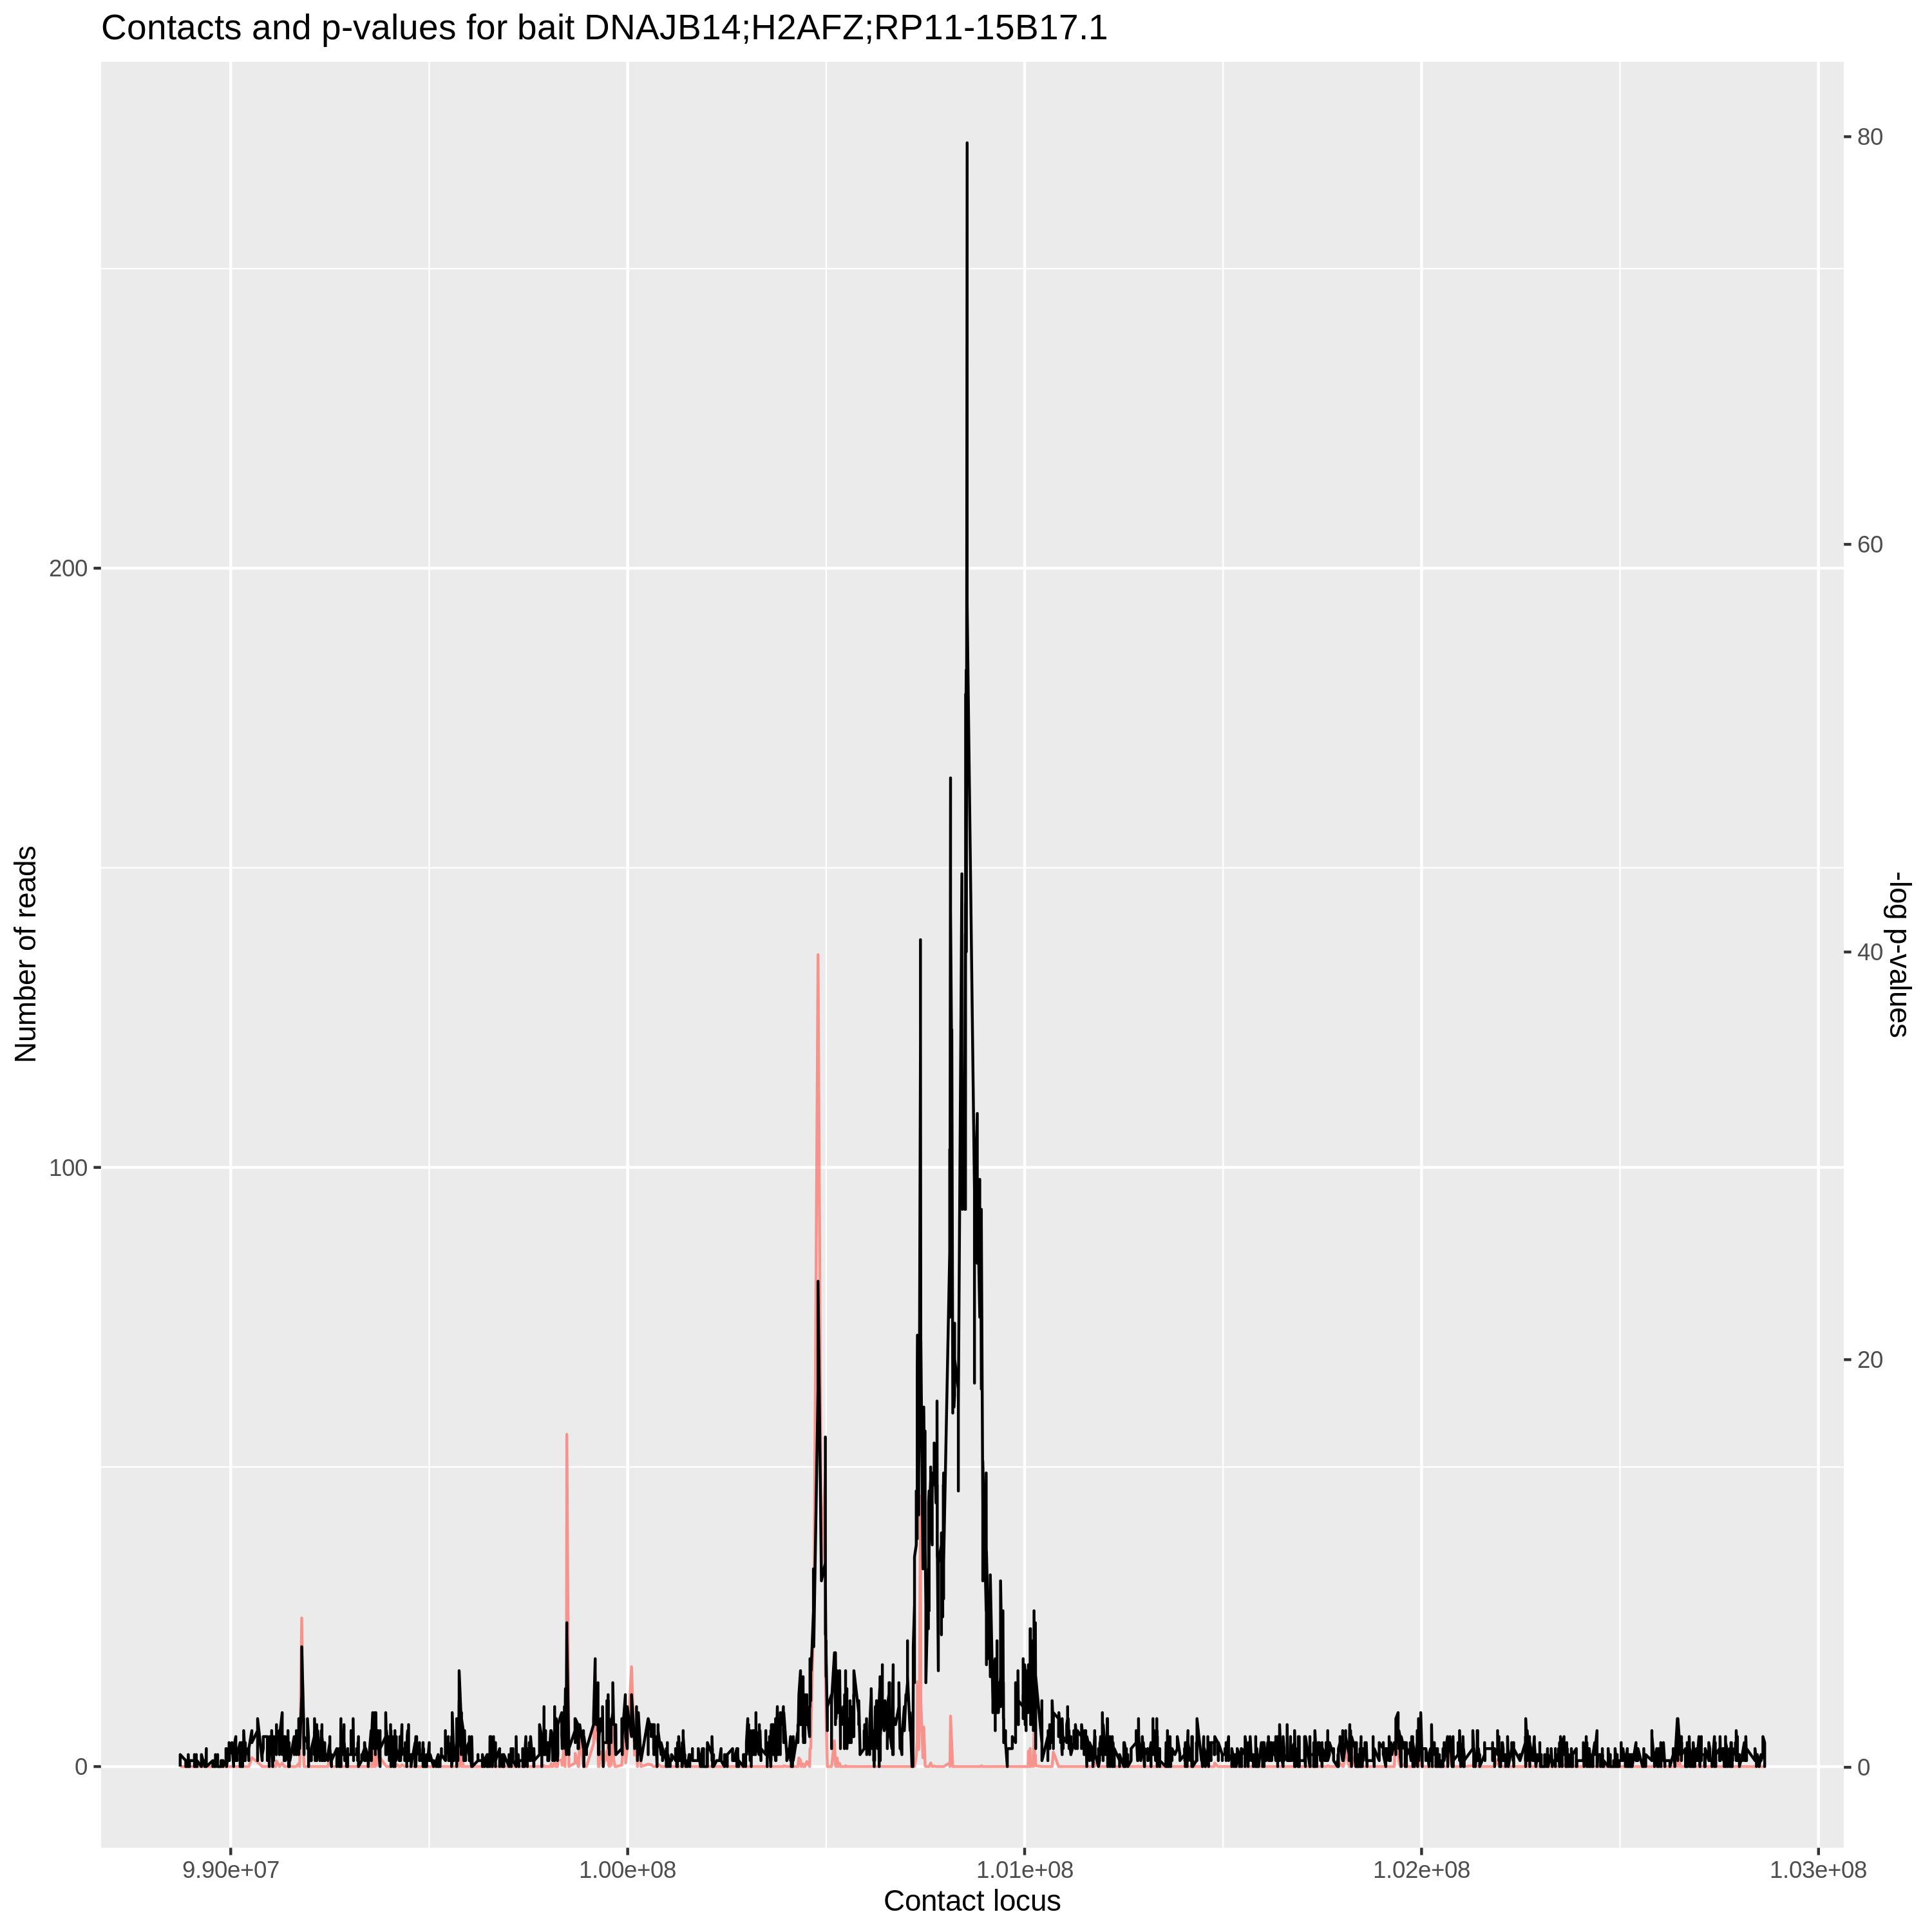 Contacts and p-values for bait DNAJB14;H2AFZ;RP11-15B17.1
Number of reads
200
100
0
80
60
40
20
0
-log p-values
9.90e+07
1.00e+08
1.01e+08
1.02e+08
1.03e+08
Contact locus